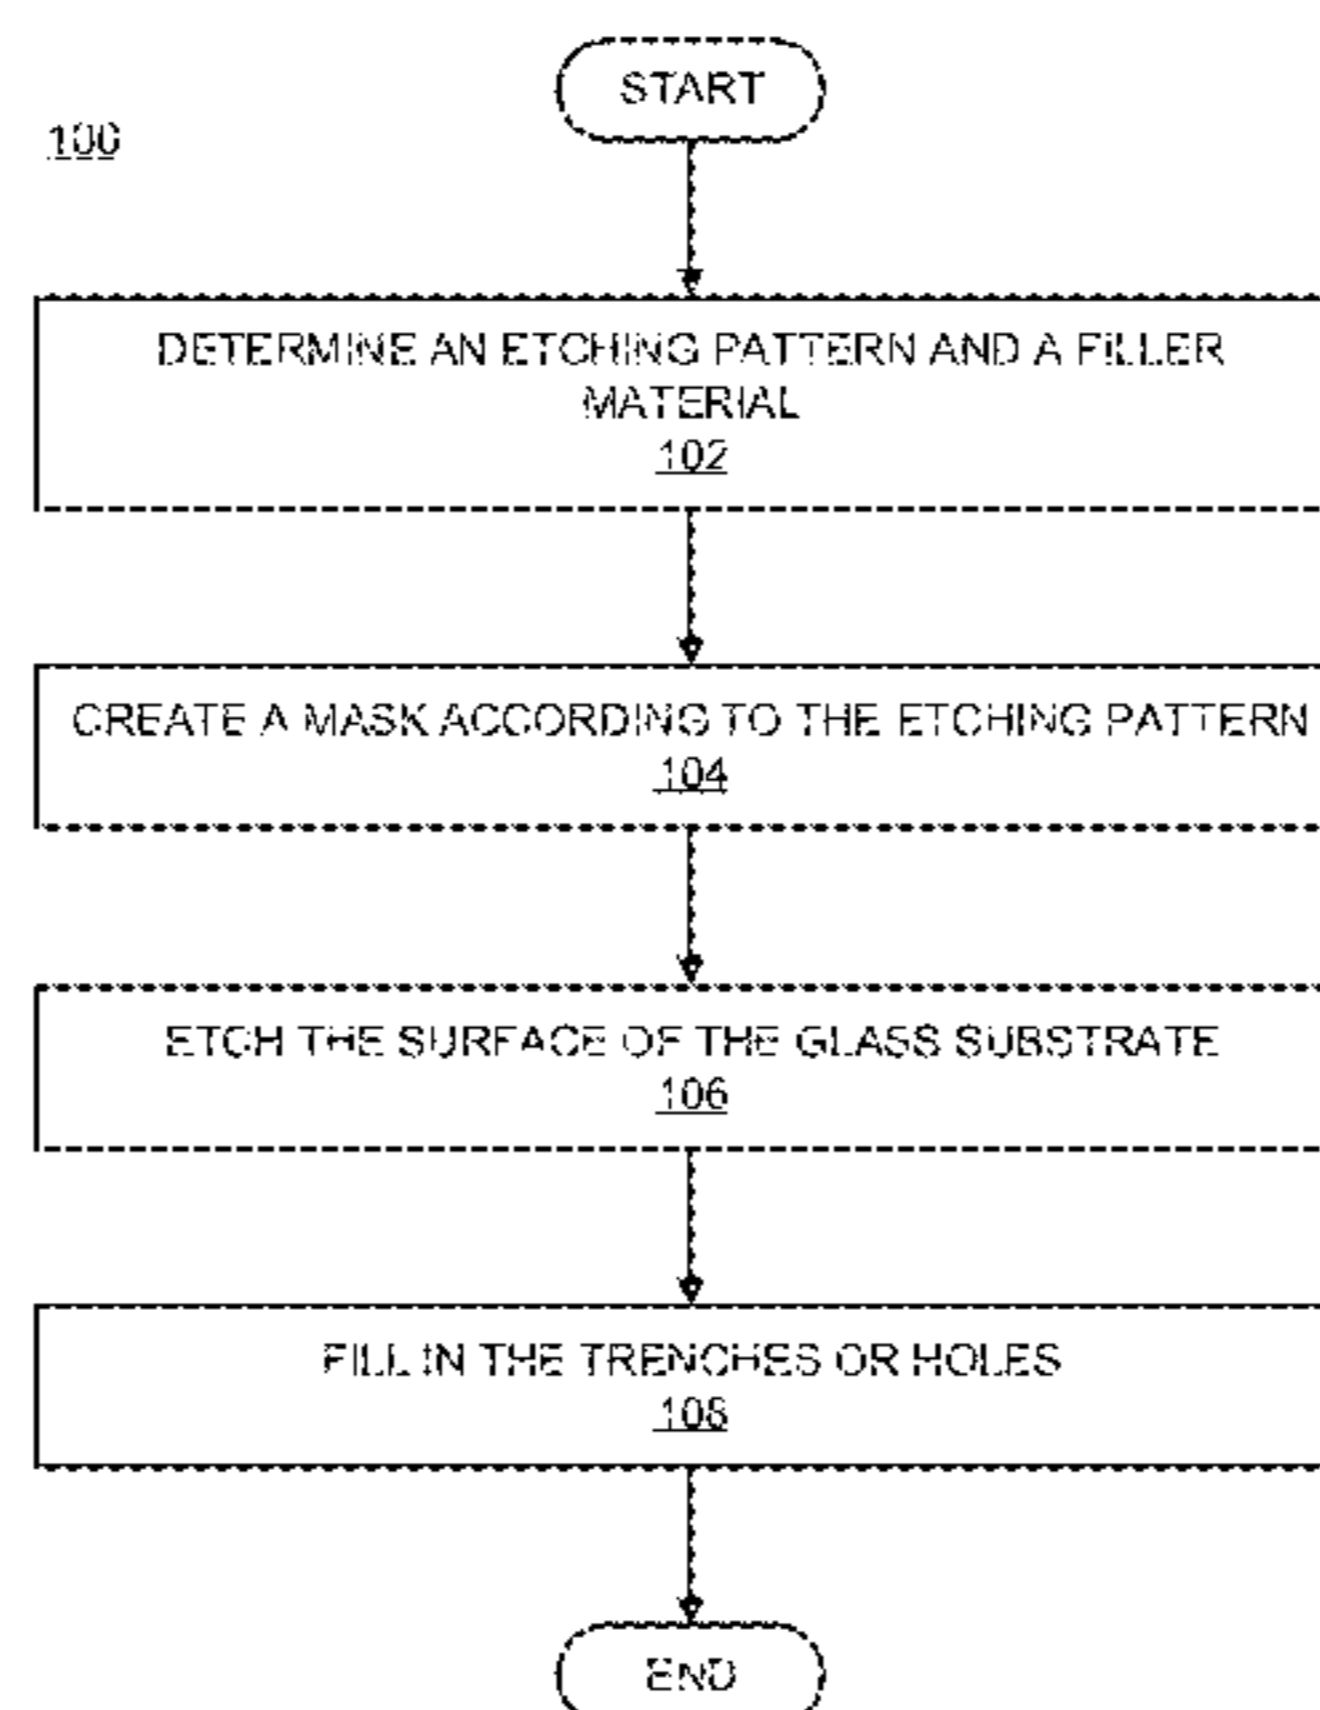 START
100
DETERMINE AN ETCHING PATTERN AND A FILLER
MATERIAL
102
CREATE A MASK ACCORDING TO THE ETCHING PATTERN
104
ETCH THE SURFACE OF THE GLASS SUBSTRATE
106
FILL IN THE TRENCHES OR HOLES
108
END